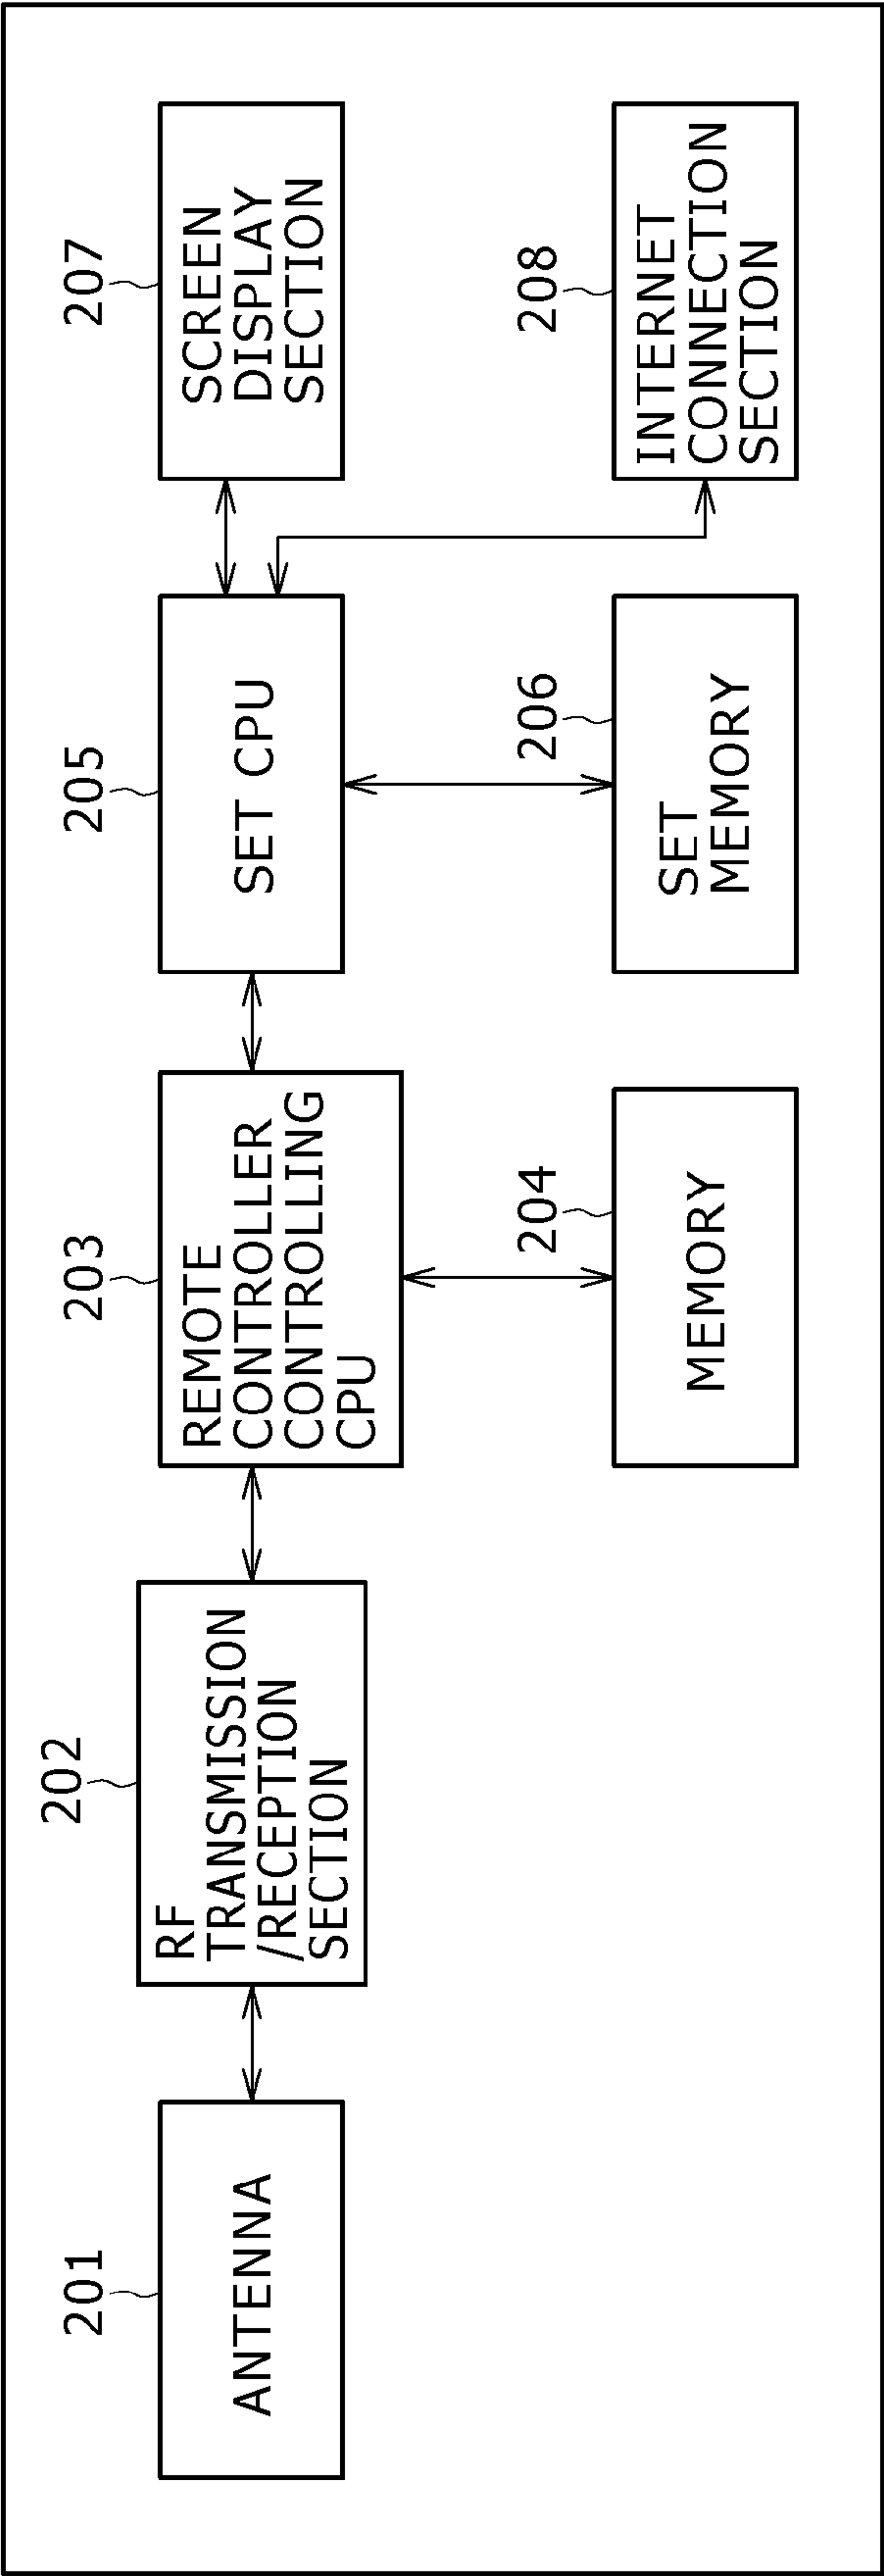 201
ANTENNA
202
RF
TRANSMISSION
/RECEPTION
SECTION
203
REMOTE
CONTROLLER
CONTROLLING
CPU
205
SET CPU
207
SCREEN
DISPLAY
SECTION
204
MEMORY
206
SET
MEMORY
208
INTERNET
CONNECTION
SECTION